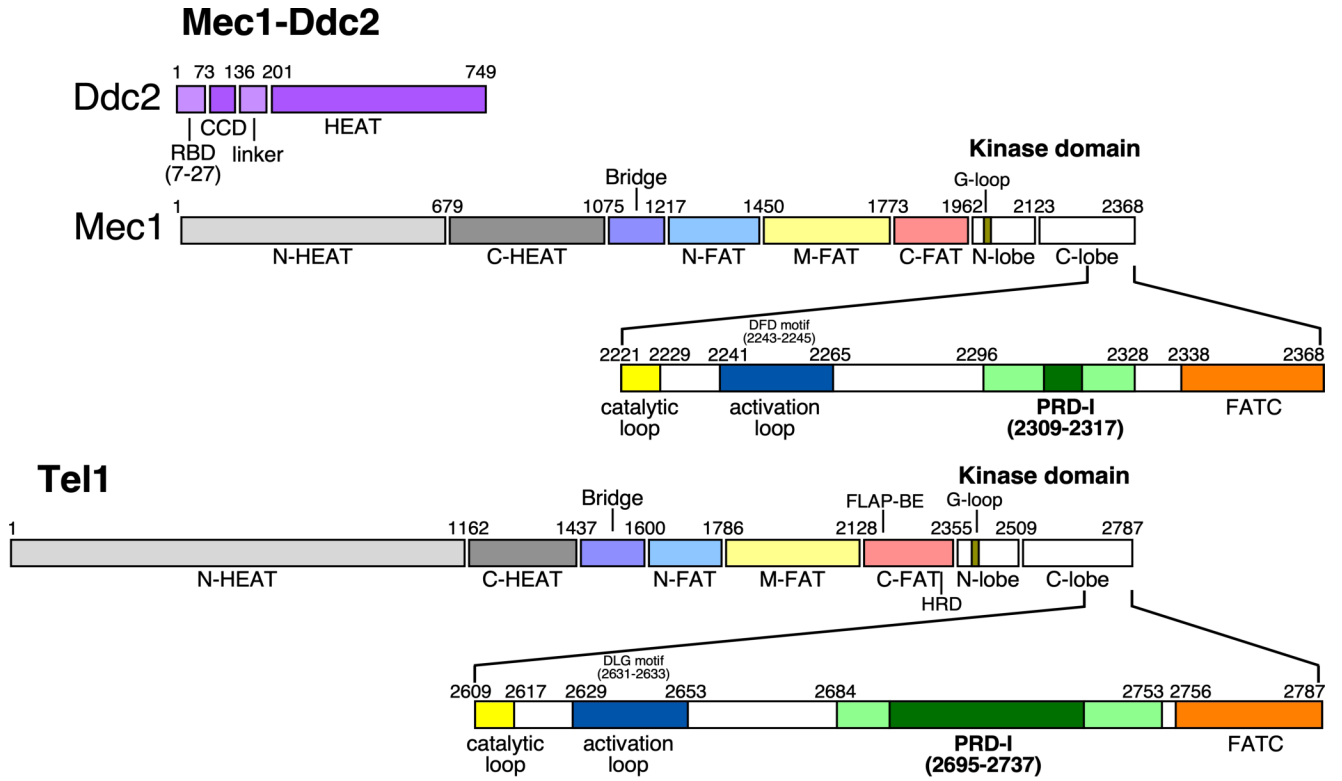 Mec1-Ddc2
1 73 136 201 749
Ddc2
CCD HEAT
RBD linker
(7-27)
Kinase domain
Bridge G-loop
1 679 1075 1217 1450 1773 1962 2123 2368
Mec1
N-HEAT C-HEAT N-FAT M-FAT C-FAT N-lobe C-lobe
DFD motif
(2243-2245)
2221 2229 2241 2265 2296 2328 2338 2368
catalytic activation PRD-I FATC
loop loop (2309-2317)
Tel1
Kinase domain
Bridge FLAP-BE G-loop
1 1162 1437 1600 1786 2128 2355 2509 2787
N-HEAT C-HEAT N-FAT M-FAT C-FAT N-lobe C-lobe
HRD
DLG motif
(2631-2633)
2609 2617 2629 2653 2684 2753 2756 2787
catalytic activation PRD-I FATC
loop loop (2695-2737)